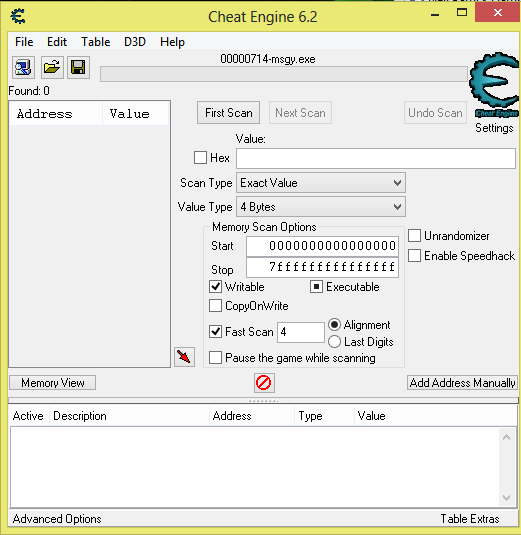 Cheat Engine 6.2
File Edit Table D3D Help
00000714-msgy.exe
Found: 0
Address Value
First Scan Next Scan Undo Scan
Cheat Engine
Settings
Value:
Hex
Scan Type Exact Value
Value Type 4 Bytes
Memory Scan Options
Start 0000000000000000
Stop 7fffffffffffffff
Unrandomizer
Enable Speedhack
Writable Executable
CopyOnWrite
Fast Scan 4 Alignment
Last Digits
Pause the game while scanning
Memory View Add Address Manually
Active Description Address Type Value
Advanced Options Table Extras